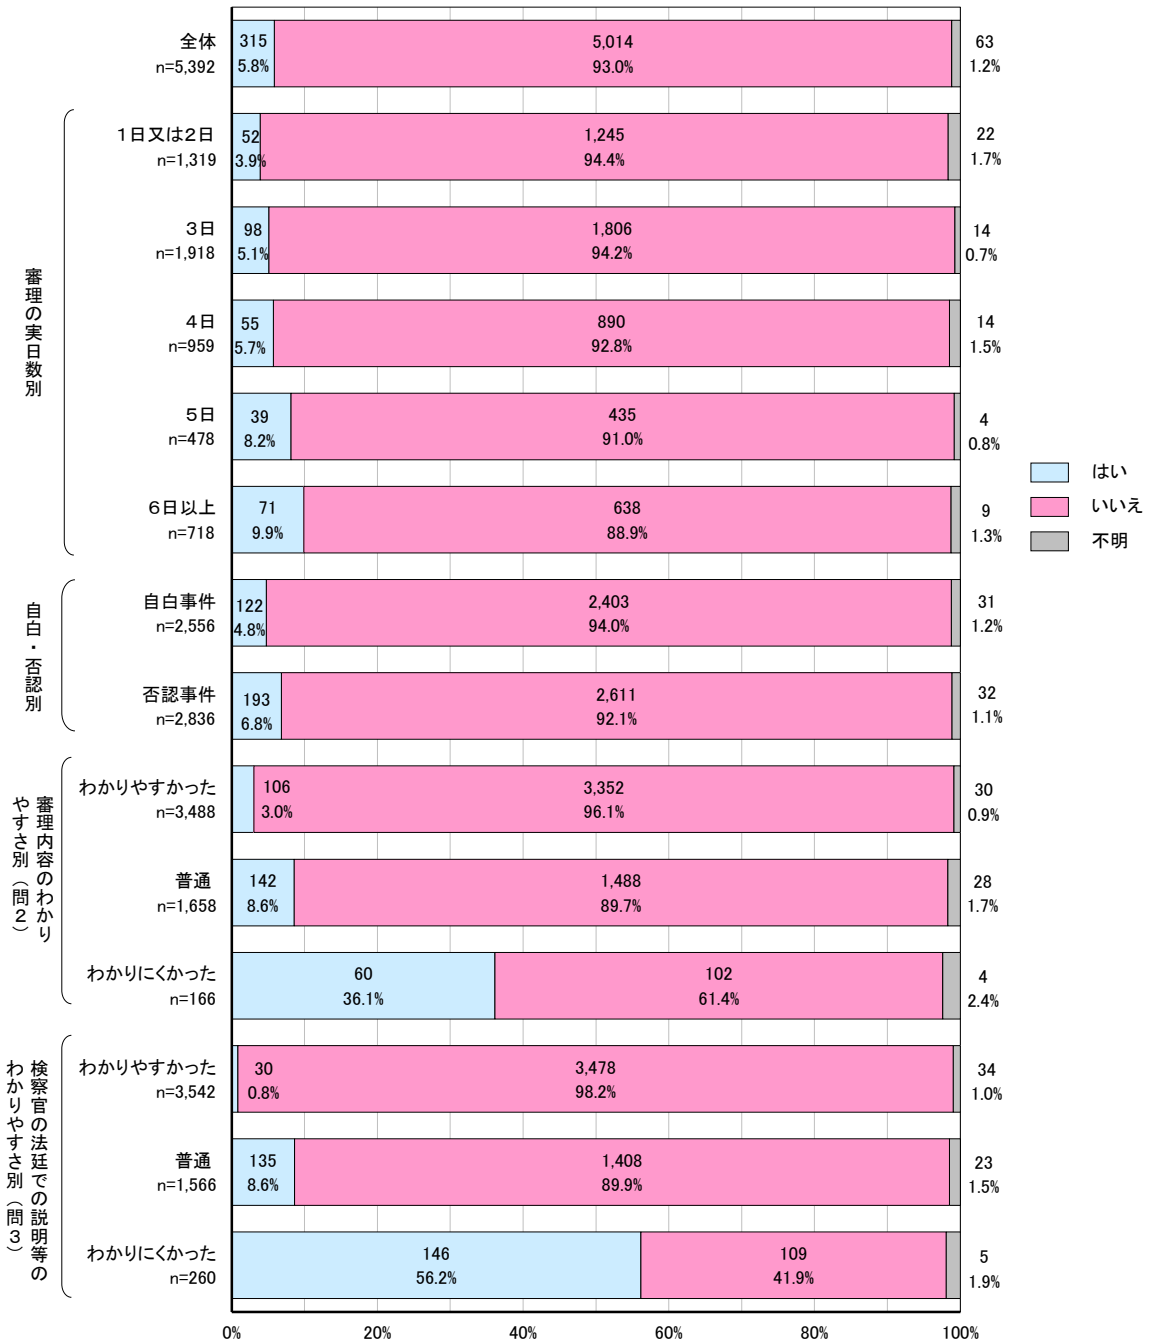 全体
n=5,392
315
5.8%
5,014
93.0%
63
1.2%
審理の実日数別
1日又は2日
n=1,319
52
3.9%
1,245
94.4%
22
1.7%
3日
n=1,918
98
5.1%
1,806
94.2%
14
0.7%
4日
n=959
55
5.7%
890
92.8%
14
1.5%
5日
n=478
39
8.2%
435
91.0%
4
0.8%
6日以上
n=718
71
9.9%
638
88.9%
9
1.3%
はい
いいえ
不明
自白・否認別
自白事件
n=2,556
122
4.8%
2,403
94.0%
31
1.2%
否認事件
n=2,836
193
6.8%
2,611
92.1%
32
1.1%
審理内容のわかり
やすさ別（問2）
わかりやすかった
n=3,488
106
3.0%
3,352
96.1%
30
0.9%
普通
n=1,658
142
8.6%
1,488
89.7%
28
1.7%
わかりにくかった
n=166
60
36.1%
102
61.4%
4
2.4%
検察官の法廷での説明等の
わかりやすさ別（問3）
わかりやすかった
n=3,542
30
0.8%
3,478
98.2%
34
1.0%
普通
n=1,566
135
8.6%
1,408
89.9%
23
1.5%
わかりにくかった
n=260
146
56.2%
109
41.9%
5
1.9%
0%
20%
40%
60%
80%
100%